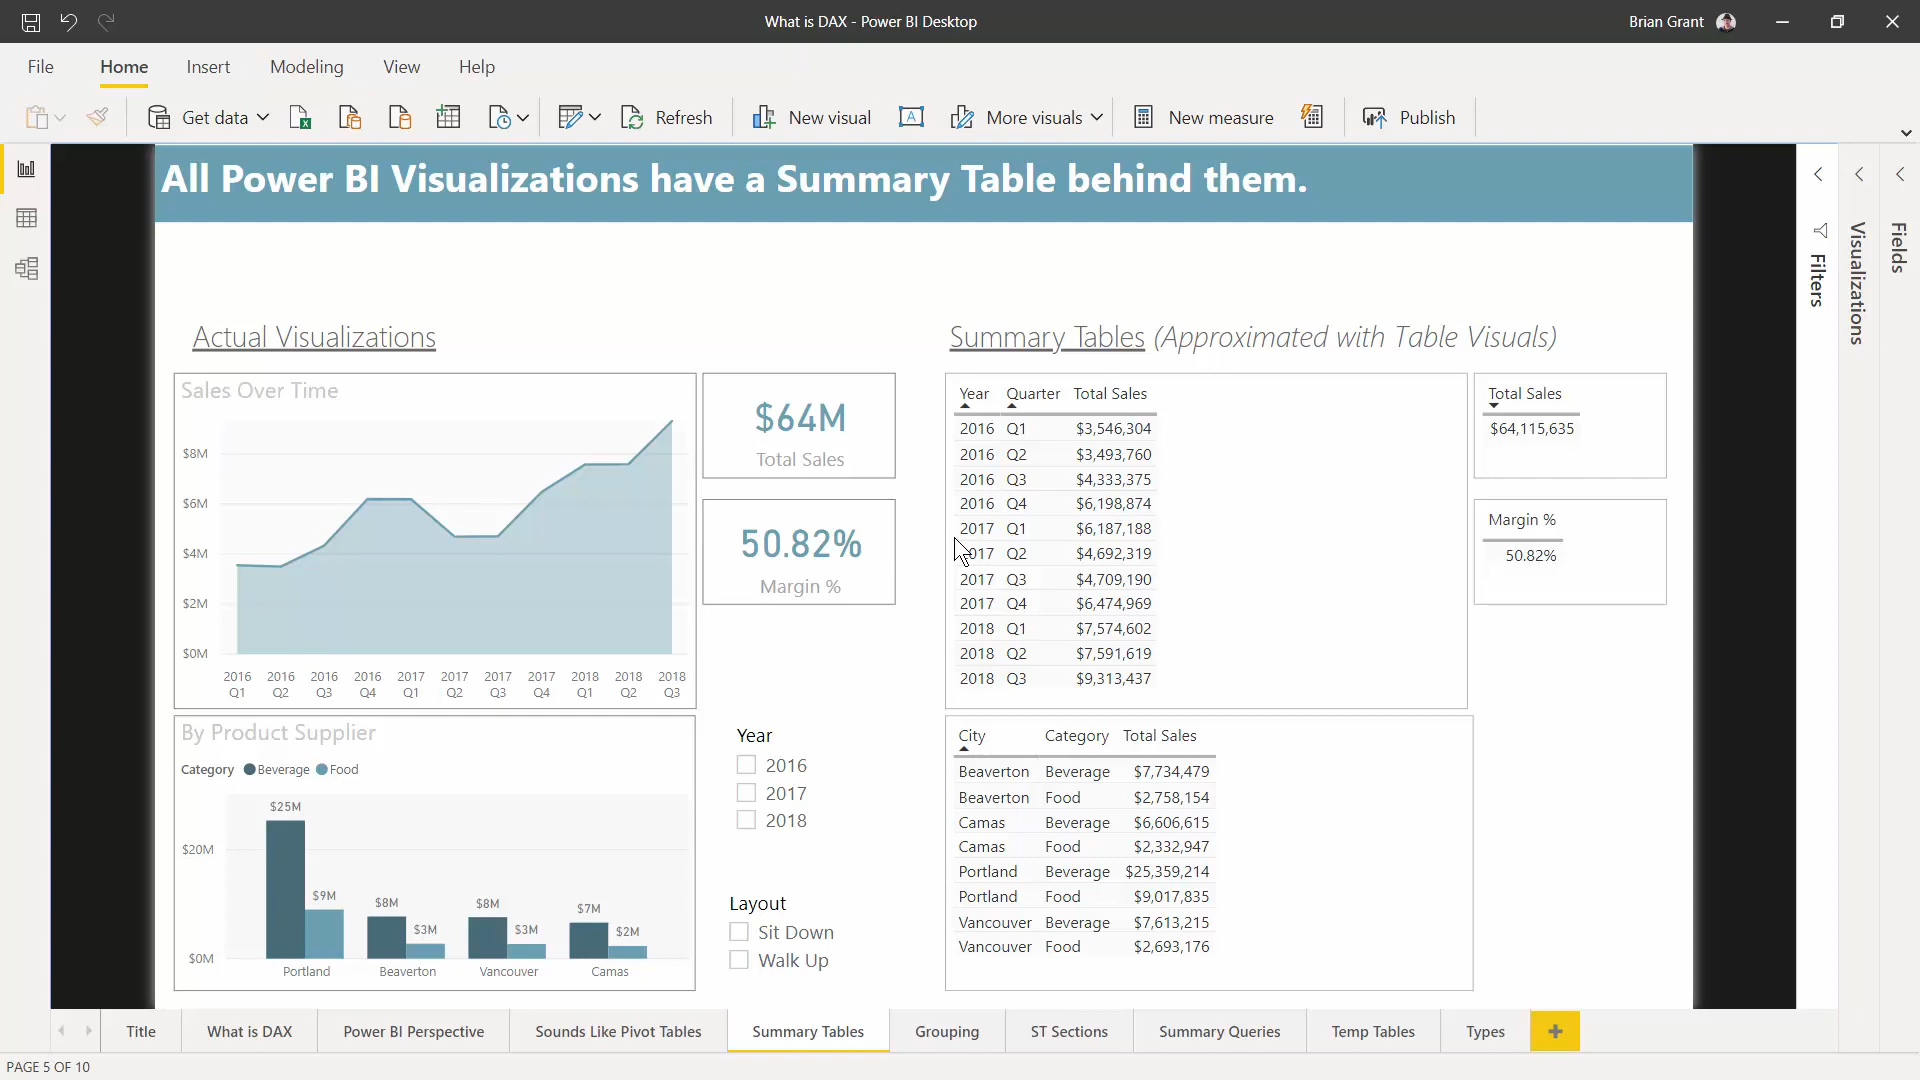 What is DAX - Power BI Desktop
Brian Grant
File
Home
Insert
Modeling
View
Help
Get data
Refresh
New visual
More visuals
New measure
Publish
All Power BI Visualizations have a Summary Table behind them.
Filters
Visualizations
Fields
Actual Visualizations
Summary Tables (Approximated with Table Visuals)
Sales Over Time
$8M
$6M
$4M
$2M
$0M
2016 2016 2016 2016 2017 2017 2017 2017 2018 2018 2018
Q1 Q2 Q3 Q4 Q1 Q2 Q3 Q4 Q1 Q2 Q3
$64M
Total Sales
50.82%
Margin %
Year Quarter Total Sales
2016 Q1 $3,546,304
2016 Q2 $3,493,760
2016 Q3 $4,333,375
2016 Q4 $6,198,874
2017 Q1 $6,187,188
017 Q2 $4,692,319
2017 Q3 $4,709,190
2017 Q4 $6,474,969
2018 Q1 $7,574,602
2018 Q2 $7,591,619
2018 Q3 $9,313,437
Total Sales
$64,115,635
Margin %
50.82%
By Product Supplier
Category Beverage Food
$20M
$0M
$25M
$9M
$8M
$3M
$8M
$3M
$7M
$2M
Portland Beaverton Vancouver Camas
Year
2016
2017
2018
Layout
Sit Down
Walk Up
City Category Total Sales
Beaverton Beverage $7,734,479
Beaverton Food $2,758,154
Camas Beverage $6,606,615
Camas Food $2,332,947
Portland Beverage $25,359,214
Portland Food $9,017,835
Vancouver Beverage $7,613,215
Vancouver Food $2,693,176
Title
What is DAX
Power BI Perspective
Sounds Like Pivot Tables
Summary Tables
Grouping
ST Sections
Summary Queries
Temp Tables
Types
PAGE 5 OF 10